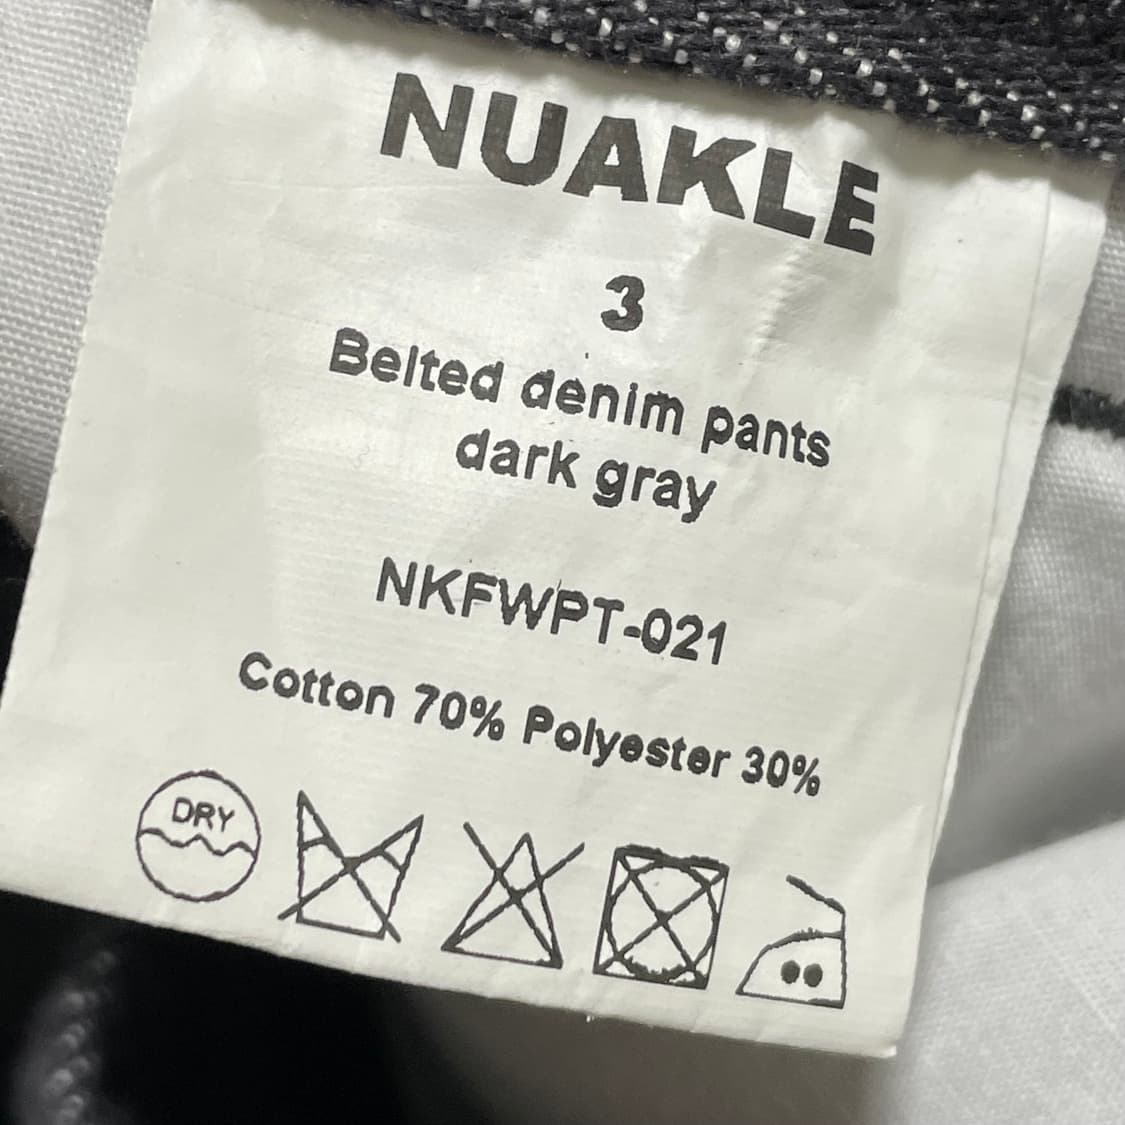 NUAKLE
3
Belted denim pants
dark gray
NKFWPT-021
Cotton 70% Polyester 30%
DRY